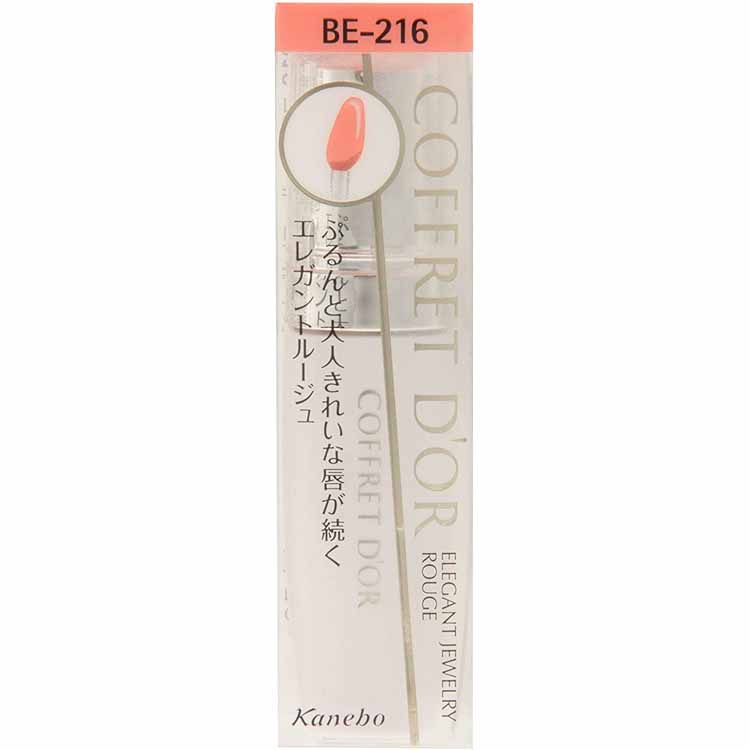 BE-216
COFFRET D'OR
ELEGANT JEWELRY
ROUGE
ぷるんと大人きれいな唇が続く
エレガントルージュ
COFFRET D'OR
Kanebo